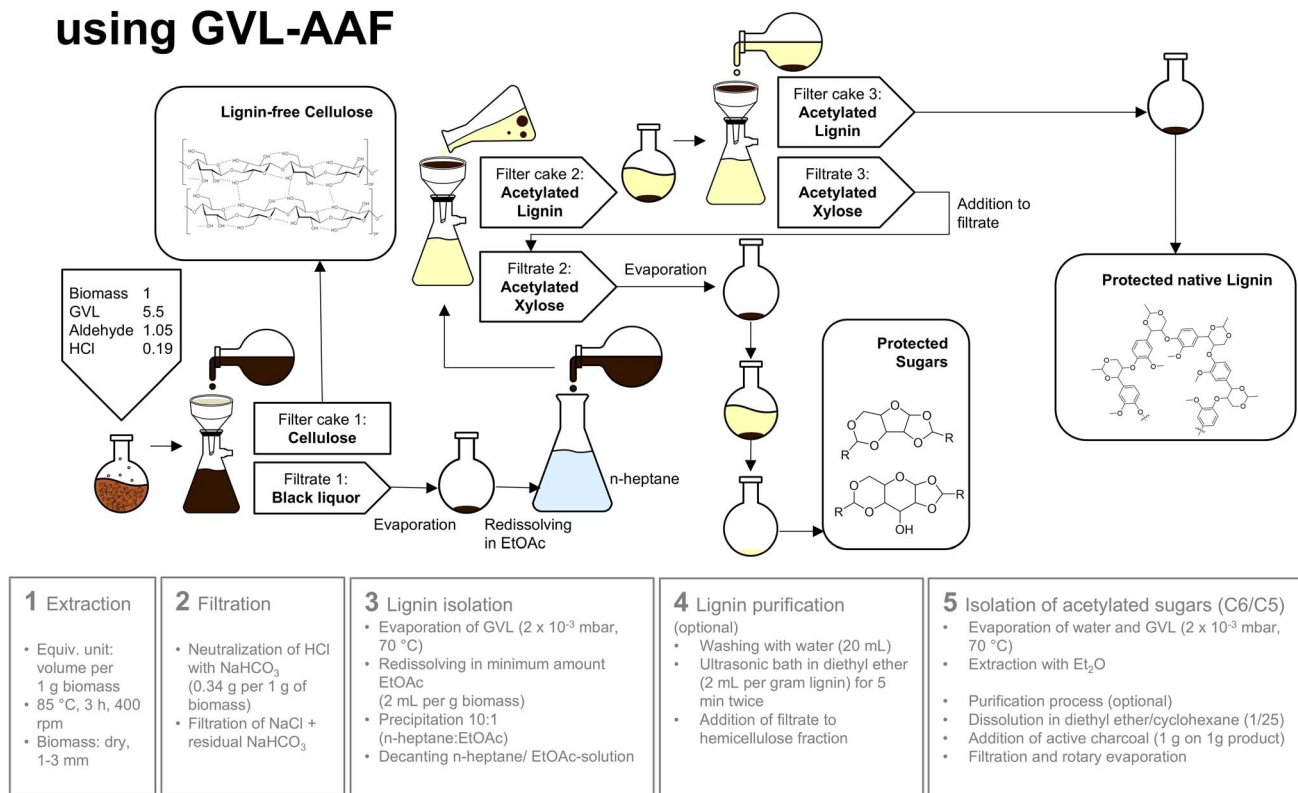 using GVL-AAF
Lignin-free Cellulose
Biomass 1
GVL 5.5
Aldehyde 1.05
HCl 0.19
Filter cake 1:
Cellulose
Filtrate 1:
Black liquor
Evaporation
Redissolving
in EtOAc
n-heptane
Filter cake 2:
Acetylated
Lignin
Filtrate 2:
Acetylated
Xylose
Evaporation
Filter cake 3:
Acetylated
Lignin
Filtrate 3:
Acetylated
Xylose
Addition to
filtrate
Protected
Sugars
R
R
R
R
OH
Protected native Lignin
1 Extraction
• Equiv. unit:
volume per
1 g biomass
• 85 °C, 3 h, 400
rpm
• Biomass: dry,
1-3 mm
2 Filtration
• Neutralization of HCl
with NaHCO₃
(0.34 g per 1 g of
biomass)
• Filtration of NaCl +
residual NaHCO₃
3 Lignin isolation
• Evaporation of GVL (2 x 10⁻³ mbar,
70 °C)
• Redissolving in minimum amount
EtOAc
(2 mL per g biomass)
• Precipitation 10:1
(n-heptane:EtOAc)
• Decanting n-heptane/ EtOAc-solution
4 Lignin purification
(optional)
• Washing with water (20 mL)
• Ultrasonic bath in diethyl ether
(2 mL per gram lignin) for 5
min twice
• Addition of filtrate to
hemicellulose fraction
5 Isolation of acetylated sugars (C6/C5)
• Evaporation of water and GVL (2 x 10⁻³ mbar,
70 °C)
• Extraction with Et₂O
• Purification process (optional)
• Dissolution in diethyl ether/cyclohexane (1/25)
• Addition of active charcoal (1 g on 1g product)
• Filtration and rotary evaporation